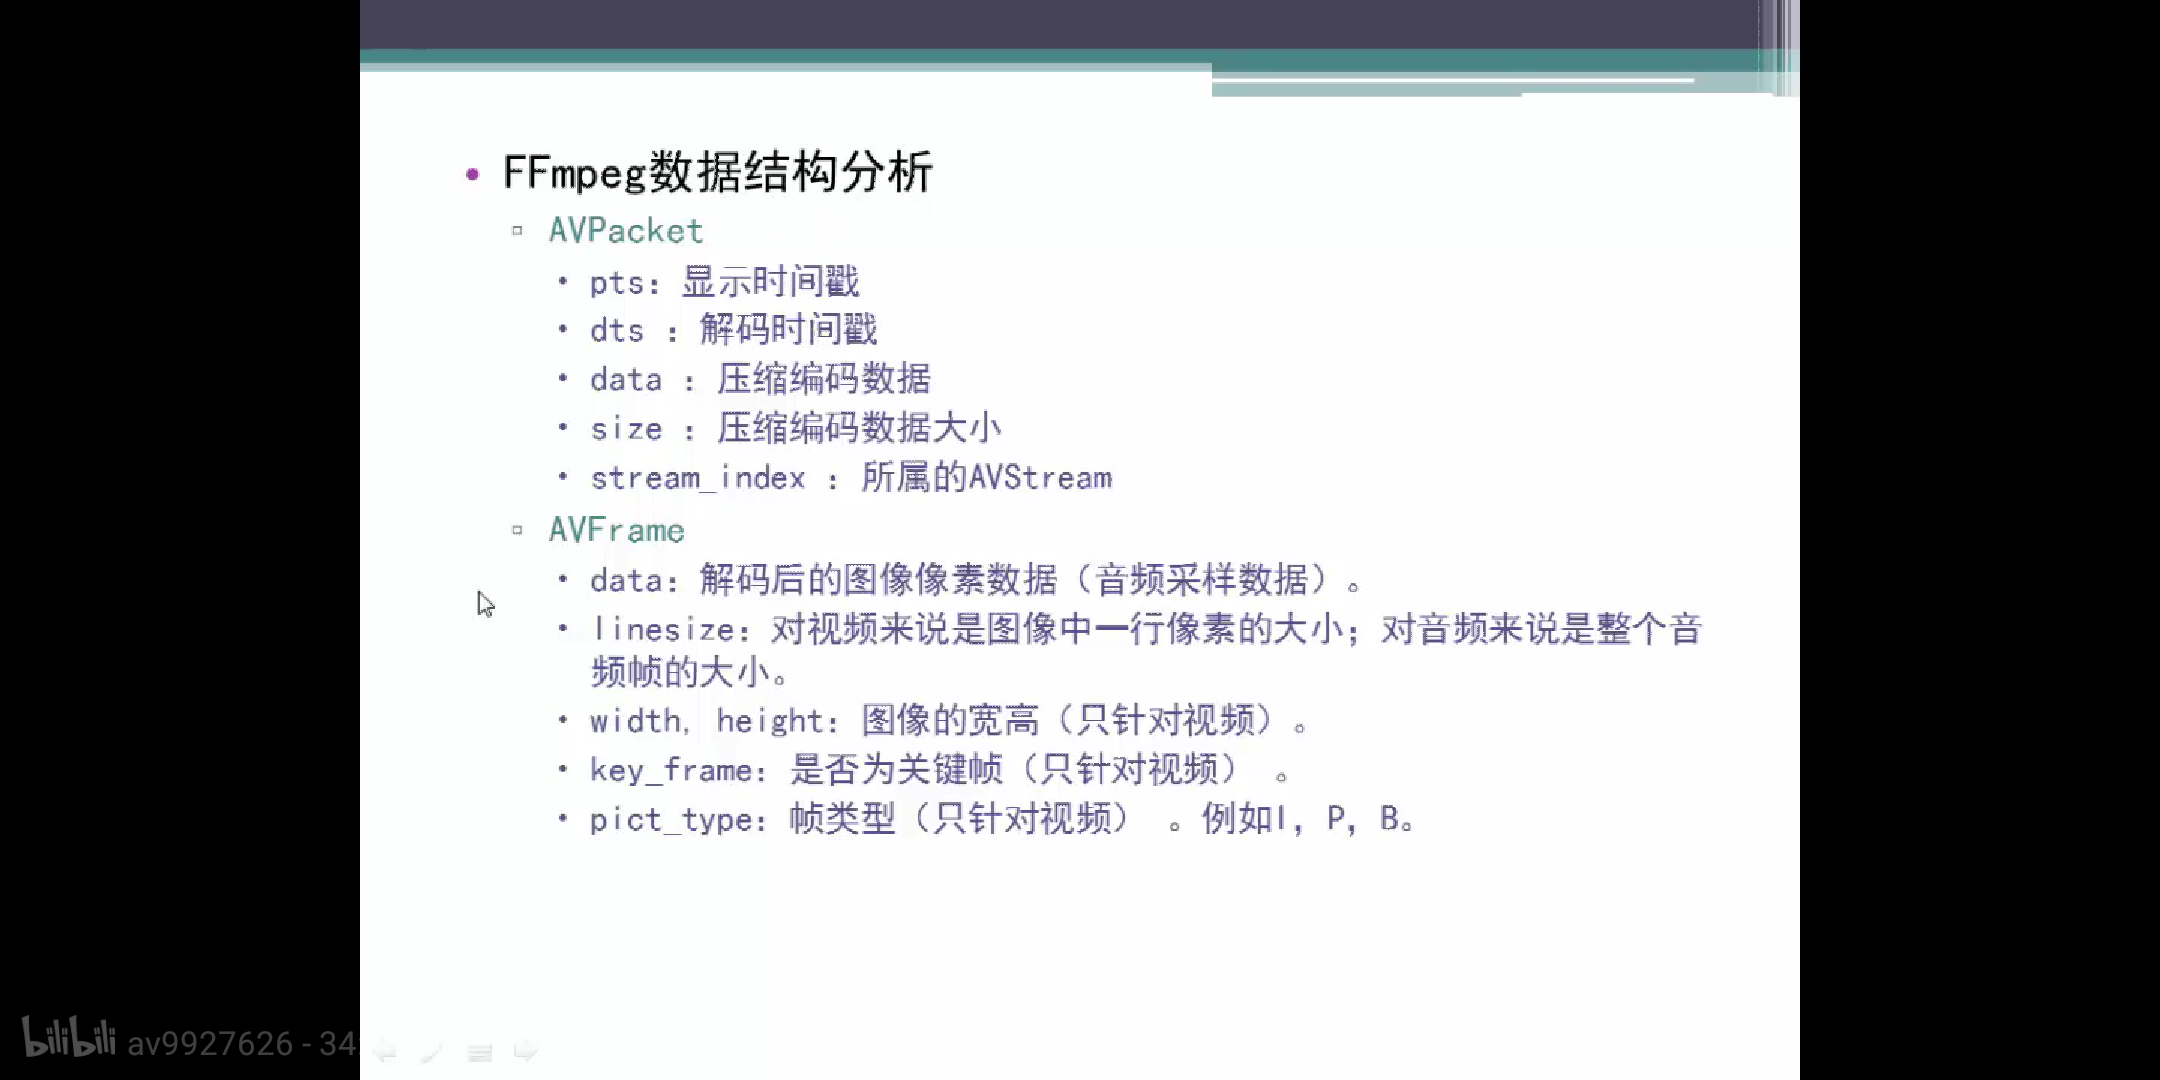 FFmpeg数据结构分析
AVPacket
pts：显示时间戳
dts ：解码时间戳
data ：压缩编码数据
size ：压缩编码数据大小
stream_index ：所属的AVStream
AVFrame
data：解码后的图像像素数据（音频采样数据）。
linesize：对视频来说是图像中一行像素的大小；对音频来说是整个音
频帧的大小。
width, height：图像的宽高（只针对视频）。
key_frame：是否为关键帧（只针对视频） 。
pict_type：帧类型（只针对视频） 。例如I，P，B。
bilibili av9927626 - 34